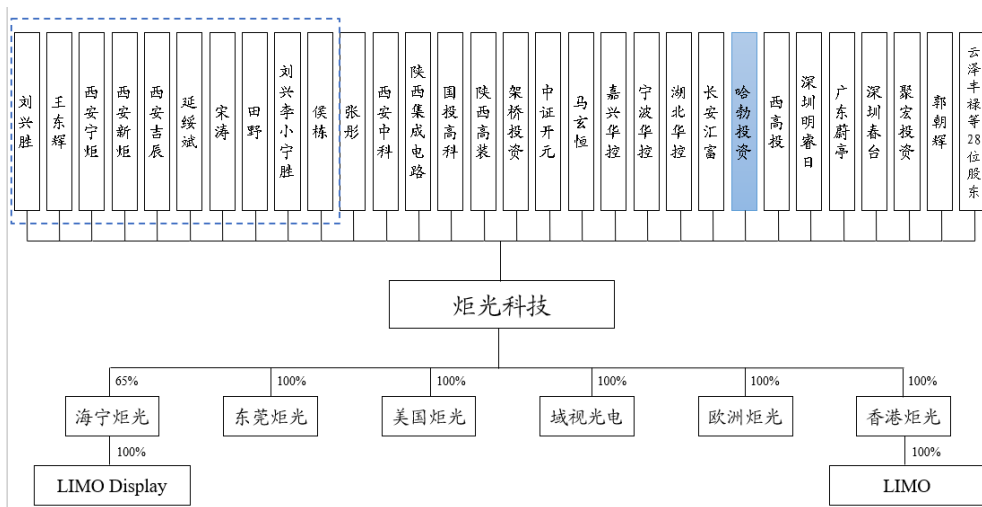 刘兴胜
王东辉
西安宁炬
西安新炬
西安吉辰
延绥斌
宋涛
田野
刘兴李小宁胜
侯栋
张彤
西安中科
陕西集成电路
国投高科
陕西高装
架桥投资
中证开元
马玄恒
嘉兴华控
宁波华控
湖北华控
长安汇富
哈勃投资
西高投
深圳明睿日
广东蔚亭
深圳春台
聚宏投资
郭朝辉
云泽丰禄等28位股东
炬光科技
65%
100%
100%
100%
100%
100%
海宁炬光
东莞炬光
美国炬光
域视光电
欧洲炬光
香港炬光
100%
100%
LIMO Display
LIMO